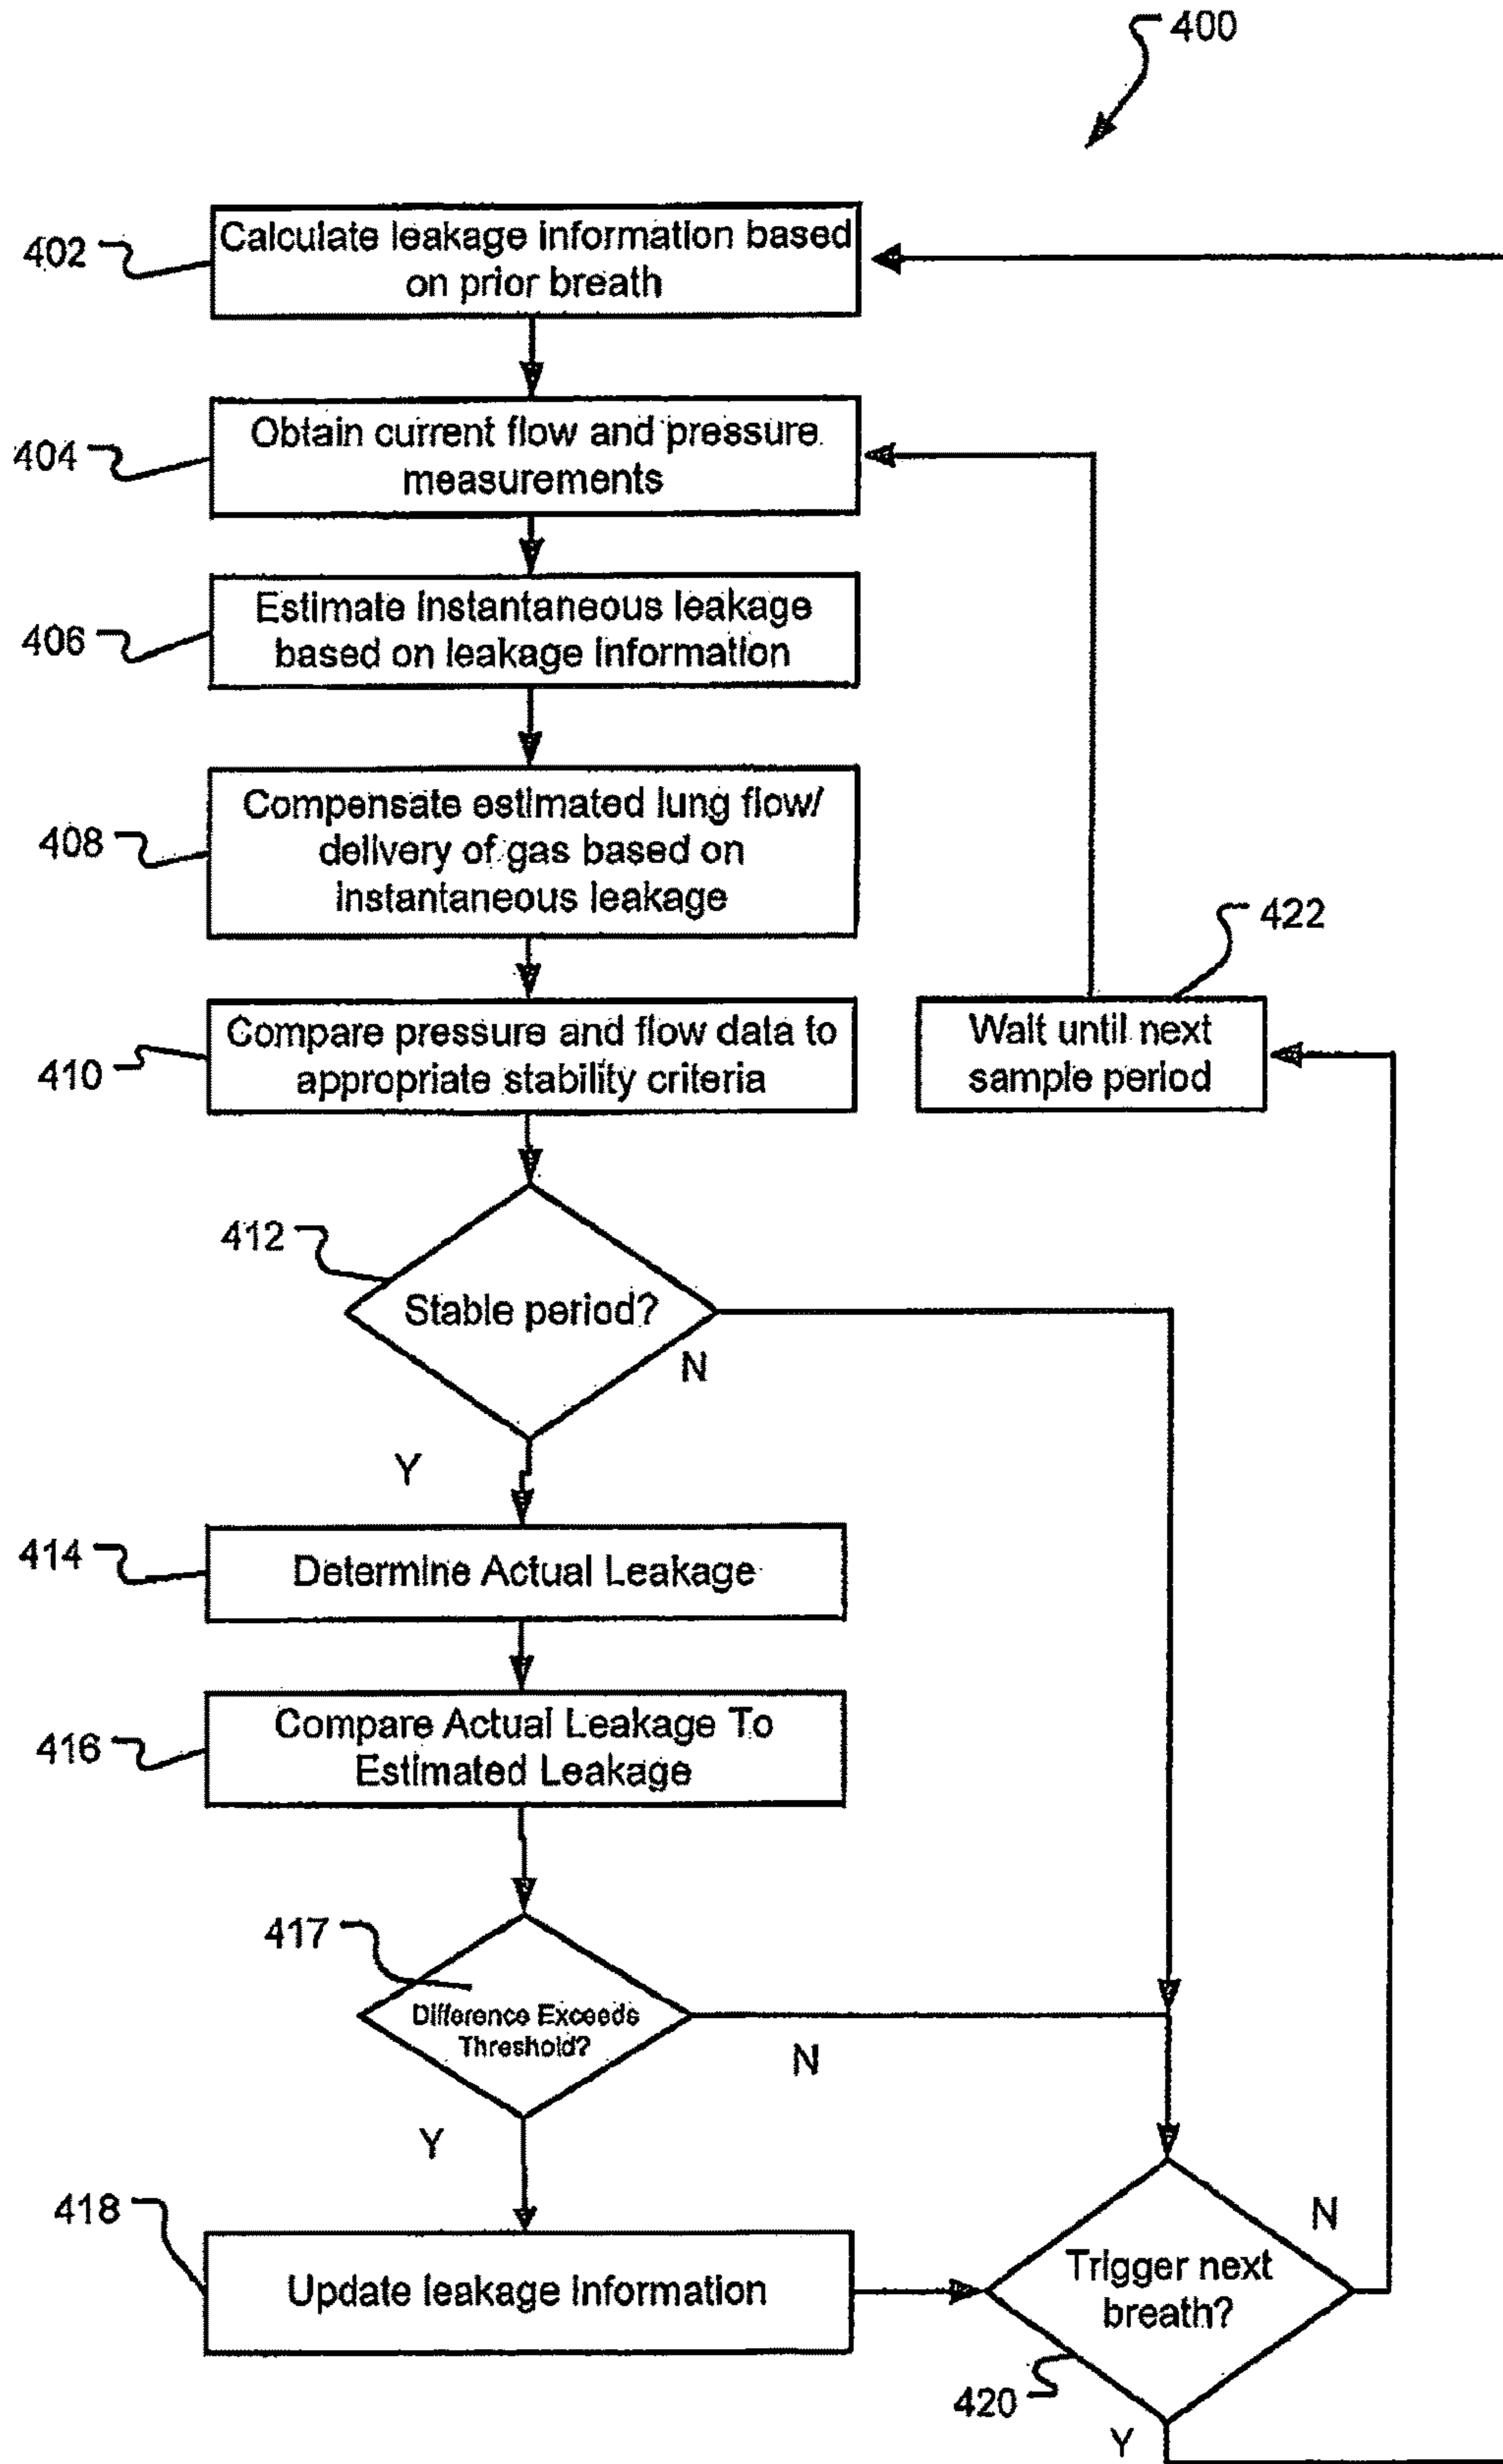 400
402
Calculate leakage information based
on prior breath
404
Obtain current flow and pressure
measurements
406
Estimate instantaneous leakage
based on leakage information
408
Compensate estimated lung flow/
delivery of gas based on
instantaneous leakage
422
Wait until next
sample period
410
Compare pressure and flow data to
appropriate stability criteria
412
Stable period?
N
Y
414
Determine Actual Leakage
416
Compare Actual Leakage To
Estimated Leakage
417
Difference Exceeds
Threshold?
N
Y
418
Update leakage information
Trigger next
breath?
N
420
Y